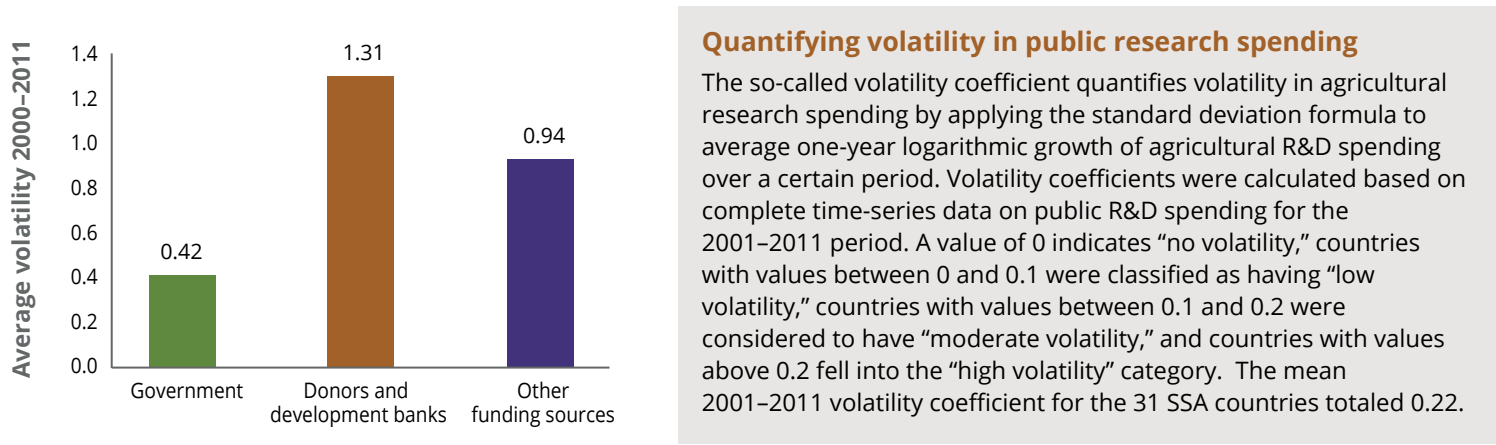 Average volatility 2000–2011
1.4
1.2
1.0
0.8
0.6
0.4
0.2
0.0
0.42
1.31
0.94
Government
Donors and
development banks
Other
funding sources
Quantifying volatility in public research spending
The so-called volatility coefficient quantifies volatility in agricultural
research spending by applying the standard deviation formula to
average one-year logarithmic growth of agricultural R&D spending
over a certain period. Volatility coefficients were calculated based on
complete time-series data on public R&D spending for the
2001–2011 period. A value of 0 indicates “no volatility,” countries
with values between 0 and 0.1 were classified as having “low
volatility,” countries with values between 0.1 and 0.2 were
considered to have “moderate volatility,” and countries with values
above 0.2 fell into the “high volatility” category.  The mean
2001–2011 volatility coefficient for the 31 SSA countries totaled 0.22.